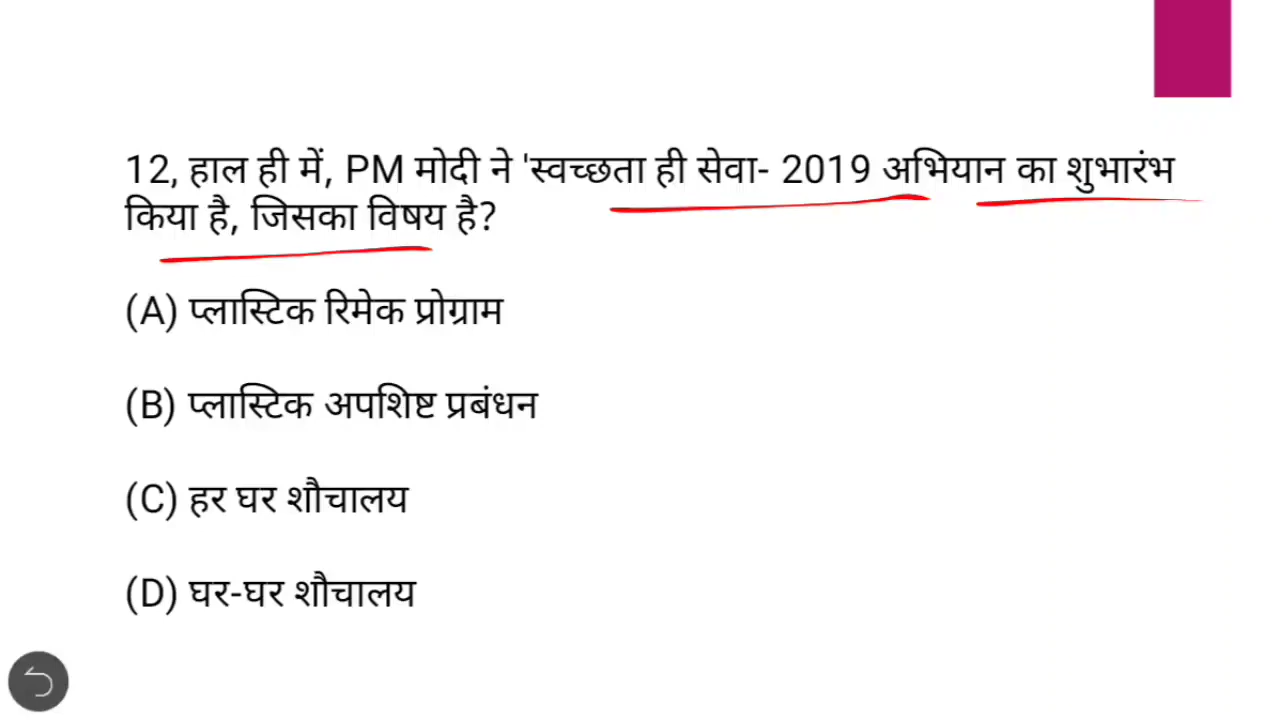 12, हाल ही में, PM मोदी ने 'स्वच्छता ही सेवा- 2019 अभियान का शुभारंभ
किया है, जिसका विषय है?
(A) प्लास्टिक रिमेक प्रोग्राम
(B) प्लास्टिक अपशिष्ट प्रबंधन
(C) हर घर शौचालय
(D) घर-घर शौचालय